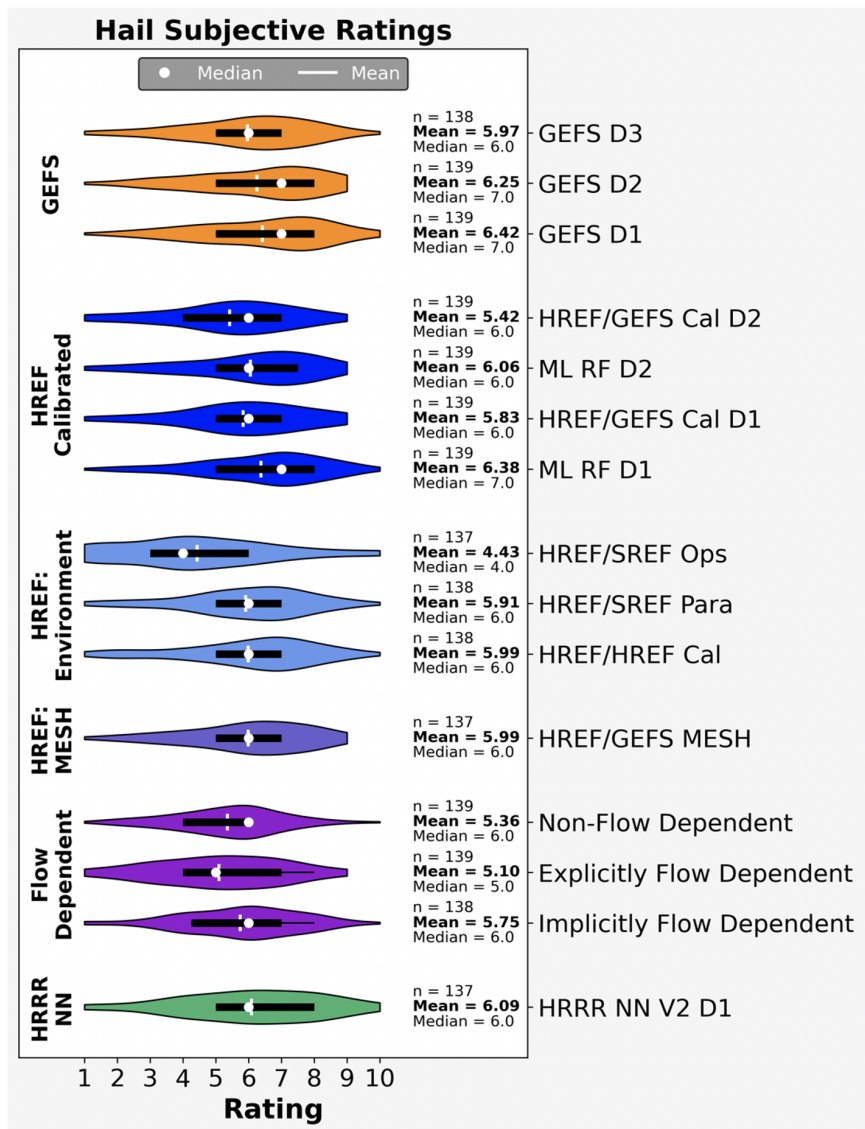 Hail Subjective Ratings
Median Mean
GEFS
n = 138
Mean = 5.97
Median = 6.0
GEFS D3
n = 139
Mean = 6.25
Median = 7.0
GEFS D2
n = 139
Mean = 6.42
Median = 7.0
GEFS D1
HREF
Calibrated
n = 139
Mean = 5.42
Median = 6.0
HREF/GEFS Cal D2
n = 139
Mean = 6.06
Median = 6.0
ML RF D2
n = 139
Mean = 5.83
Median = 6.0
HREF/GEFS Cal D1
n = 139
Mean = 6.38
Median = 7.0
ML RF D1
HREF:
Environment
n = 137
Mean = 4.43
Median = 4.0
HREF/SREF Ops
n = 138
Mean = 5.91
Median = 6.0
HREF/SREF Para
n = 138
Mean = 5.99
Median = 6.0
HREF/HREF Cal
HREF:
MESH
n = 137
Mean = 5.99
Median = 6.0
HREF/GEFS MESH
Flow
Dependent
n = 139
Mean = 5.36
Median = 6.0
Non-Flow Dependent
n = 139
Mean = 5.10
Median = 5.0
Explicitly Flow Dependent
n = 138
Mean = 5.75
Median = 6.0
Implicitly Flow Dependent
HRRR
NN
n = 137
Mean = 6.09
Median = 6.0
HRRR NN V2 D1
1 2 3 4 5 6 7 8 9 10
Rating